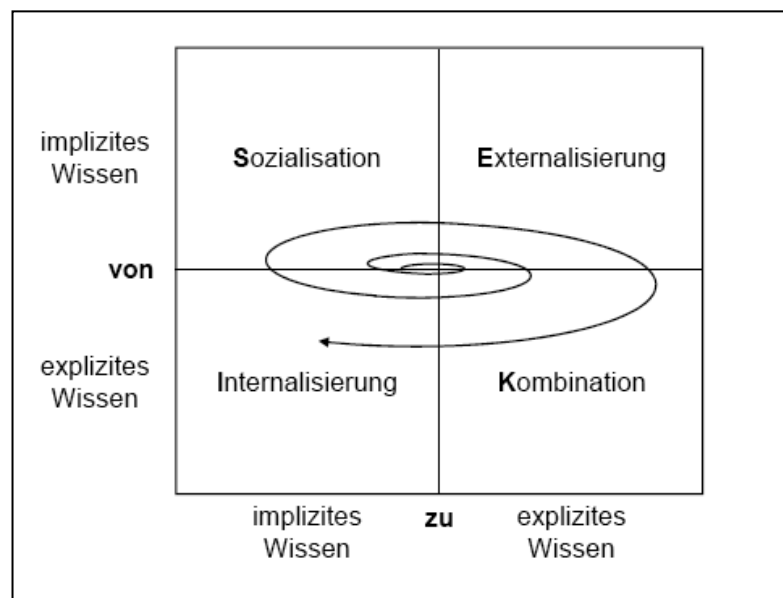 implizites
Wissen
Sozialisation
Externalisierung
von
explizites
Wissen
Internalisierung
Kombination
implizites
Wissen
zu
explizites
Wissen